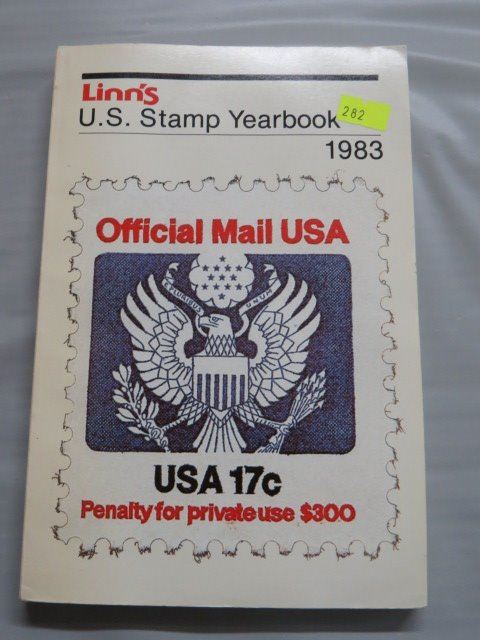 Linn's
U.S. Stamp Yearbook
282
1983
Official Mail USA
E PLURIBUS UNUM
USA 17c
Penalty for private use $300